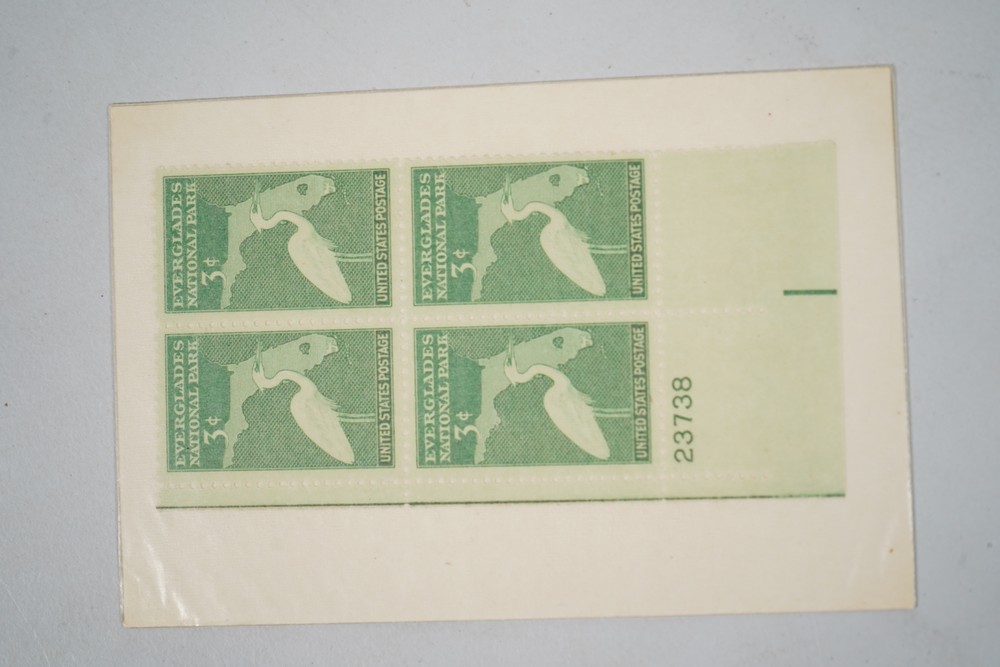 EVERGLADES
NATIONAL PARK
3¢
UNITED STATES POSTAGE
EVERGLADES
NATIONAL PARK
3¢
UNITED STATES POSTAGE
EVERGLADES
NATIONAL PARK
3¢
UNITED STATES POSTAGE
EVERGLADES
NATIONAL PARK
3¢
UNITED STATES POSTAGE
23738